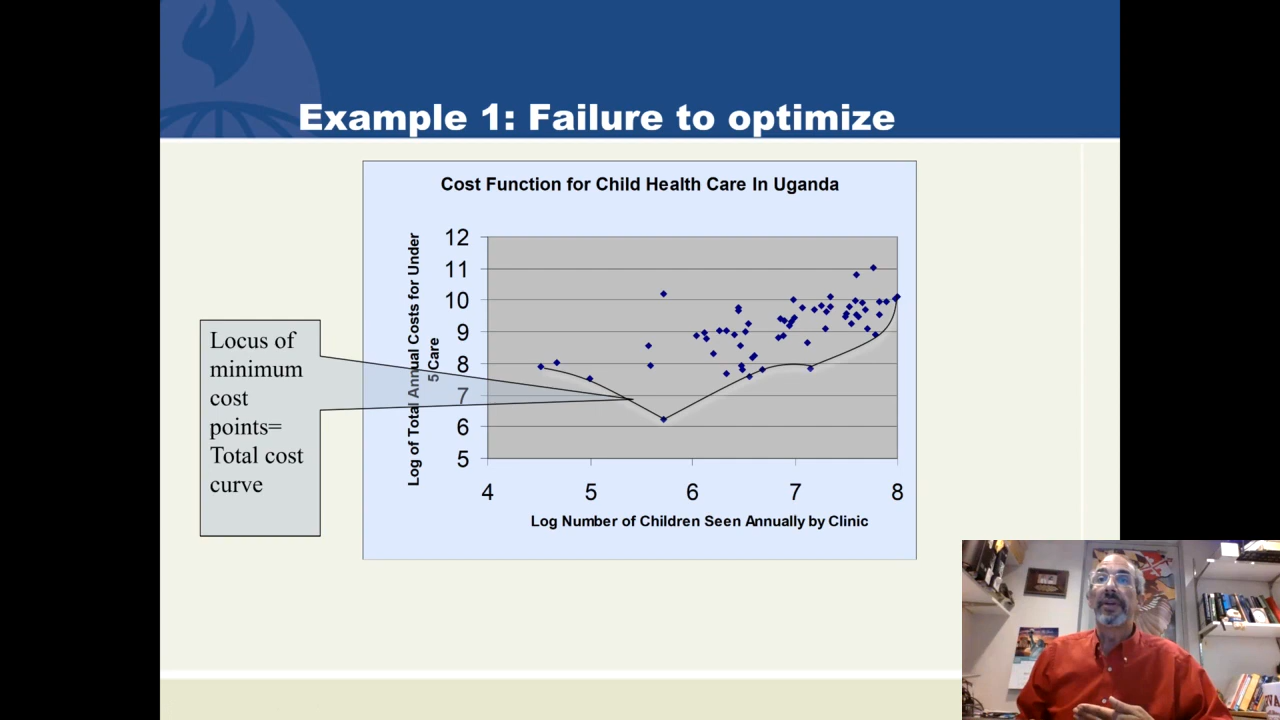 Example 1: Failure to optimize
Cost Function for Child Health Care In Uganda
Log of Total Annual Costs for Under
5 Care
12
11
10
9
8
7
6
5
4 5 6 7 8
Log Number of Children Seen Annually by Clinic
Locus of
minimum
cost
points=
Total cost
curve